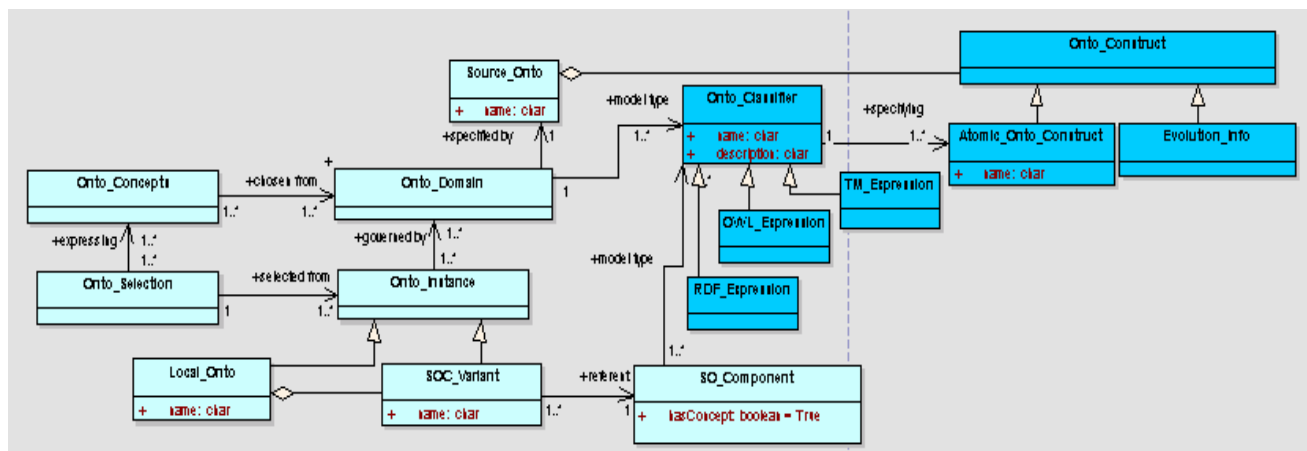 Onto_Construct
Source_Onto
+ name: char
+model type
Onto_Classifier
+ name: char
+ description: char
+specifying
1
1..*
Atomic_Onto_Construct
+ name: char
Evolution_Info
+specified by
1
1..*
+
Onto_Concepts
+chosen from
1..*
1..*
Onto_Domain
1
TM_Expression
OWL_Expression
+expressing
1..*
1..*
+governed by
1..*
1..*
+model type
Onto_Selection
+selected from
1
1..*
Onto_Instance
RDF_Expression
1..*
Local_Onto
+ name: char
SOC_Variant
+ name: char
+referent
1..*
1
SO_Component
+ hasConcept: boolean = True